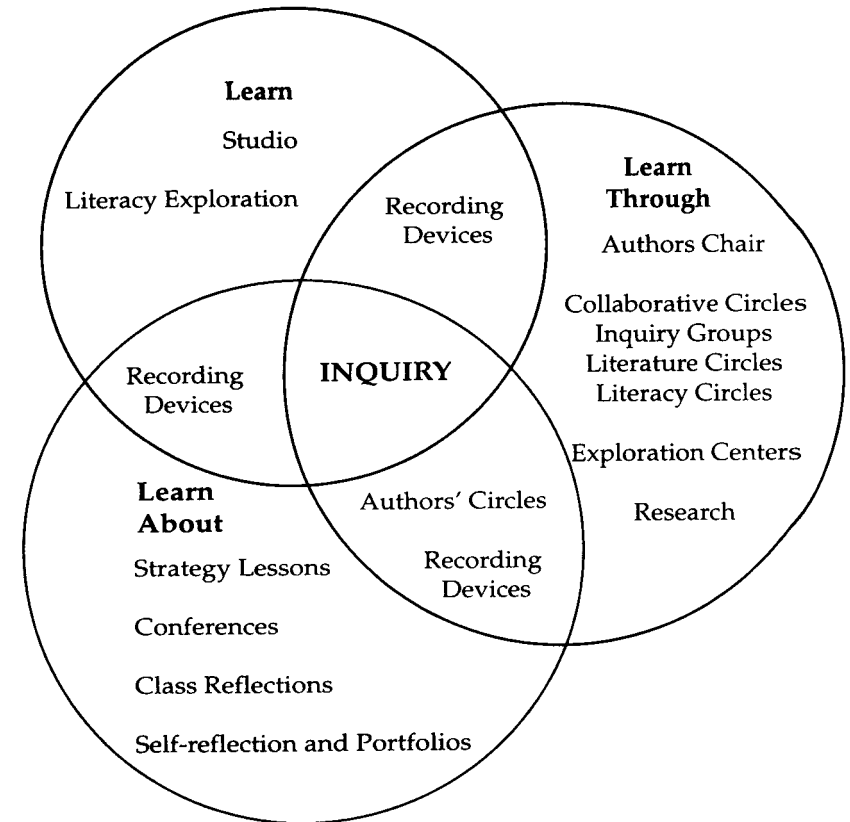 Learn
Studio
Literacy Exploration
Recording
Devices
Learn
Through
Authors Chair
Collaborative Circles
Inquiry Groups
Literature Circles
Literacy Circles
Exploration Centers
Research
Recording
Devices
INQUIRY
Learn
About
Strategy Lessons
Conferences
Class Reflections
Self-reflection and Portfolios
Authors' Circles
Recording
Devices